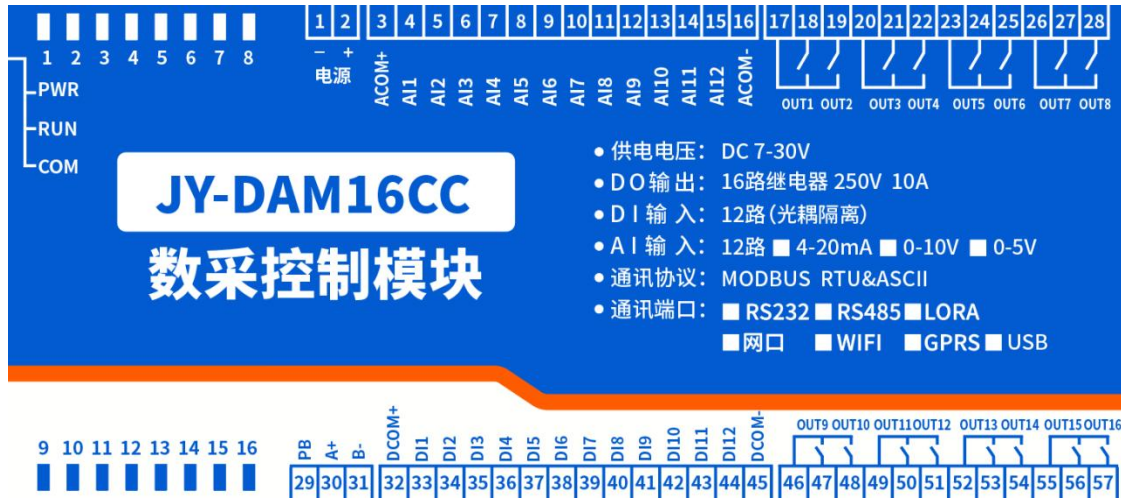 1 2 3 4 5 6 7 8 9 10 11 12 13 14 15 16 17 18 19 20 21 22 23 24 25 26 27 28
1 2 3 4 5 6 7 8
− +
电源
ACOM+ AI1 AI2 AI3 AI4 AI5 AI6 AI7 AI8 AI9 AI10 AI11 AI12 ACOM-
OUT1 OUT2 OUT3 OUT4 OUT5 OUT6 OUT7 OUT8
PWR
RUN
COM
JY-DAM16CC
数采控制模块
● 供电电压： DC 7-30V
● DO输出： 16路继电器 250V 10A
● DI 输 入： 12路(光耦隔离)
● AI 输 入： 12路 ■ 4-20mA ■ 0-10V ■ 0-5V
● 通讯协议： MODBUS RTU&ASCII
● 通讯端口： ■ RS232 ■ RS485 ■ LORA
■ 网口 ■ WIFI ■ GPRS ■ USB
9 10 11 12 13 14 15 16
PB A+ B- DCOM+ DI1 DI2 DI3 DI4 DI5 DI6 DI7 DI8 DI9 DI10 DI11 DI12 DCOM-
OUT9 OUT10 OUT11 OUT12 OUT13 OUT14 OUT15 OUT16
29 30 31 32 33 34 35 36 37 38 39 40 41 42 43 44 45 46 47 48 49 50 51 52 53 54 55 56 57